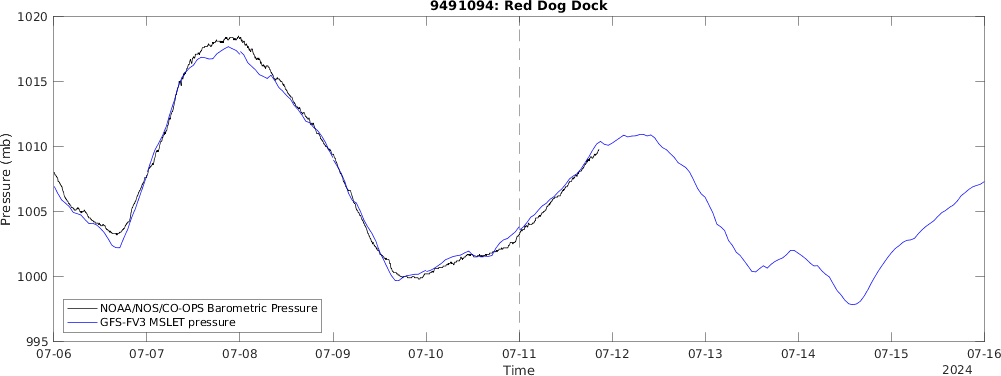 9491094: Red Dog Dock
1020
1015
1010
1005
1000
995
Pressure (mb)
NOAA/NOS/CO-OPS Barometric Pressure
GFS-FV3 MSLET pressure
07-06 07-07 07-08 07-09 07-10 07-11 07-12 07-13 07-14 07-15 07-16
Time
2024